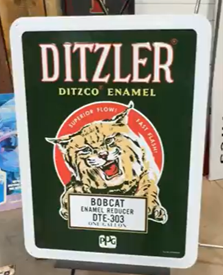 DITZLER
DITZCO® ENAMEL
SUPERIOR FLOW!
FAST FLASH!
BOBCAT
ENAMEL REDUCER
DTE-303
ONE GALLON
PPG